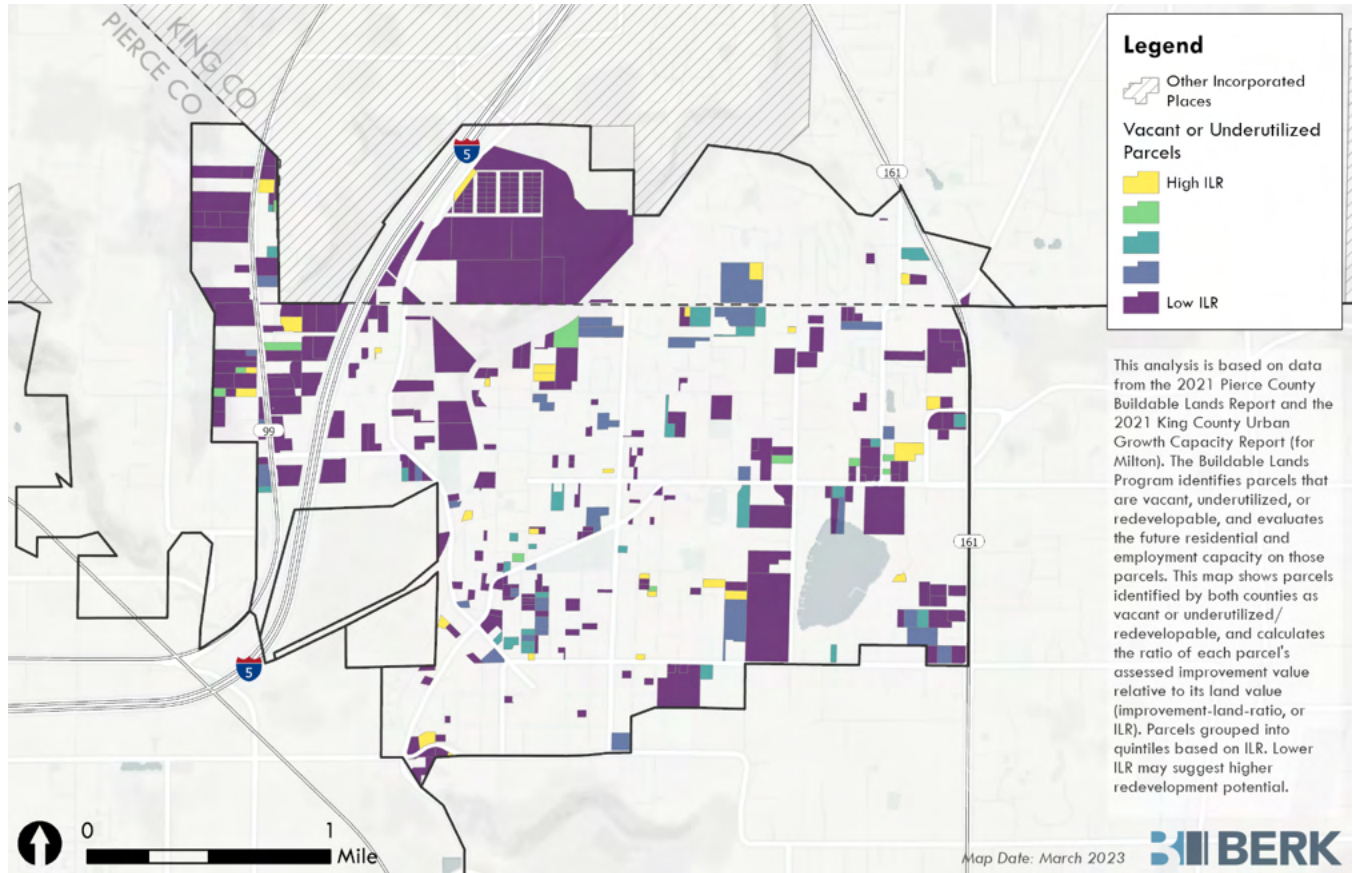 KING CO
PIERCE CO
5
161
99
161
5
Legend
Other Incorporated
Places
Vacant or Underutilized
Parcels
High ILR
Low ILR
This analysis is based on data
from the 2021 Pierce County
Buildable Lands Report and the
2021 King County Urban
Growth Capacity Report (for
Milton). The Buildable Lands
Program identifies parcels that
are vacant, underutilized, or
redevelopable, and evaluates
the future residential and
employment capacity on those
parcels. This map shows parcels
identified by both counties as
vacant or underutilized/
redevelopable, and calculates
the ratio of each parcel's
assessed improvement value
relative to its land value
(improvement-land-ratio, or
ILR). Parcels grouped into
quintiles based on ILR. Lower
ILR may suggest higher
redevelopment potential.
0 1
Mile
Map Date: March 2023
BERK